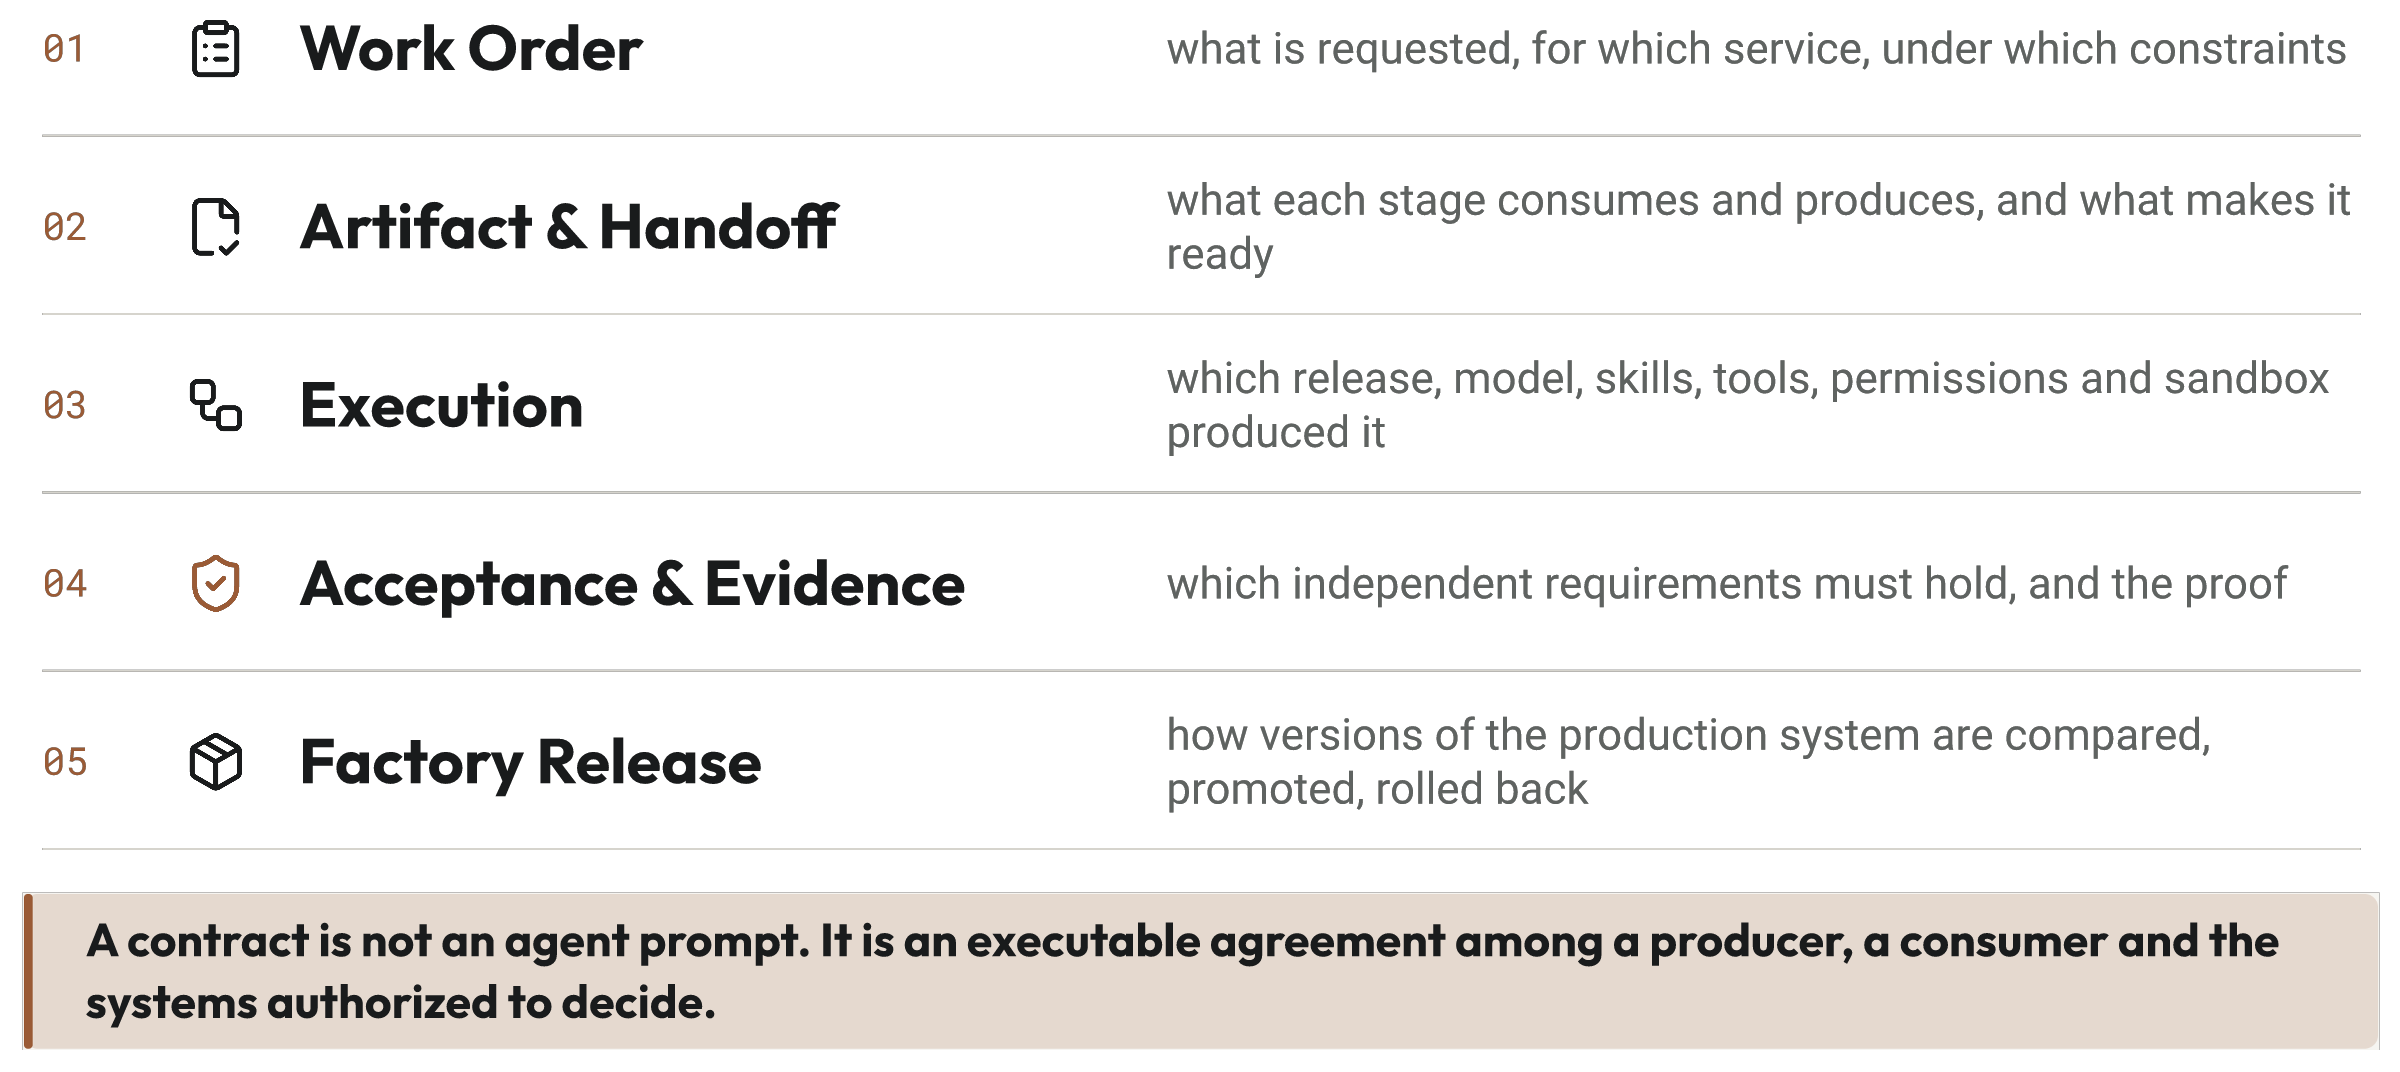 01 Work Order what is requested, for which service, under which constraints
02 Artifact & Handoff what each stage consumes and produces, and what makes it
ready
03 Execution which release, model, skills, tools, permissions and sandbox
produced it
04 Acceptance & Evidence which independent requirements must hold, and the proof
05 Factory Release how versions of the production system are compared,
promoted, rolled back
A contract is not an agent prompt. It is an executable agreement among a producer, a consumer and the
systems authorized to decide.